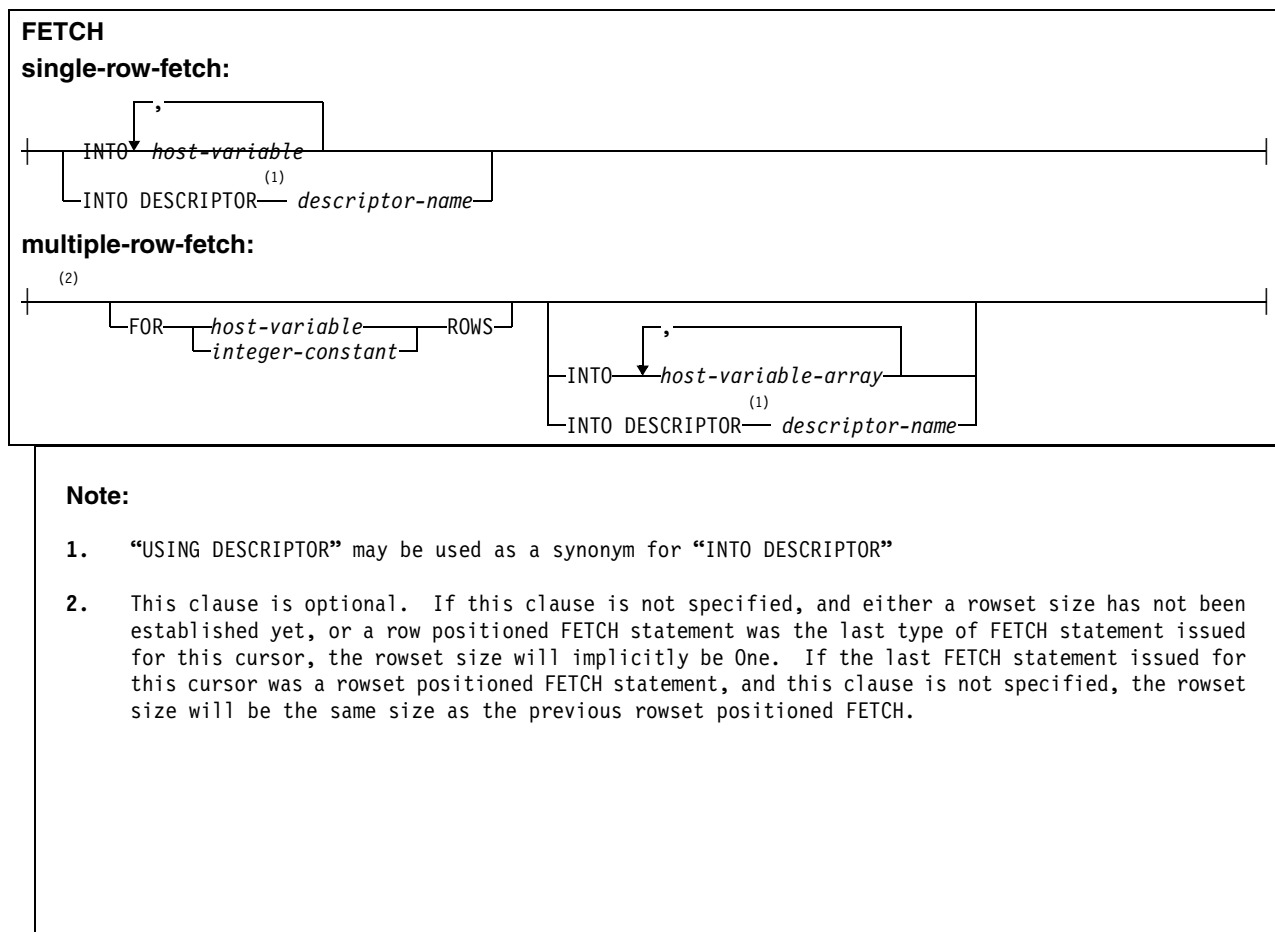 FETCH
single-row-fetch:
,
INTO host-variable
(1)
INTO DESCRIPTOR descriptor-name
multiple-row-fetch:
(2)
FOR host-variable ROWS
integer-constant
,
INTO host-variable-array
(1)
INTO DESCRIPTOR descriptor-name
Note:
1. “USING DESCRIPTOR” may be used as a synonym for “INTO DESCRIPTOR”
2. This clause is optional. If this clause is not specified, and either a rowset size has not been
established yet, or a row positioned FETCH statement was the last type of FETCH statement issued
for this cursor, the rowset size will implicitly be One. If the last FETCH statement issued for
this cursor was a rowset positioned FETCH statement, and this clause is not specified, the rowset
size will be the same size as the previous rowset positioned FETCH.